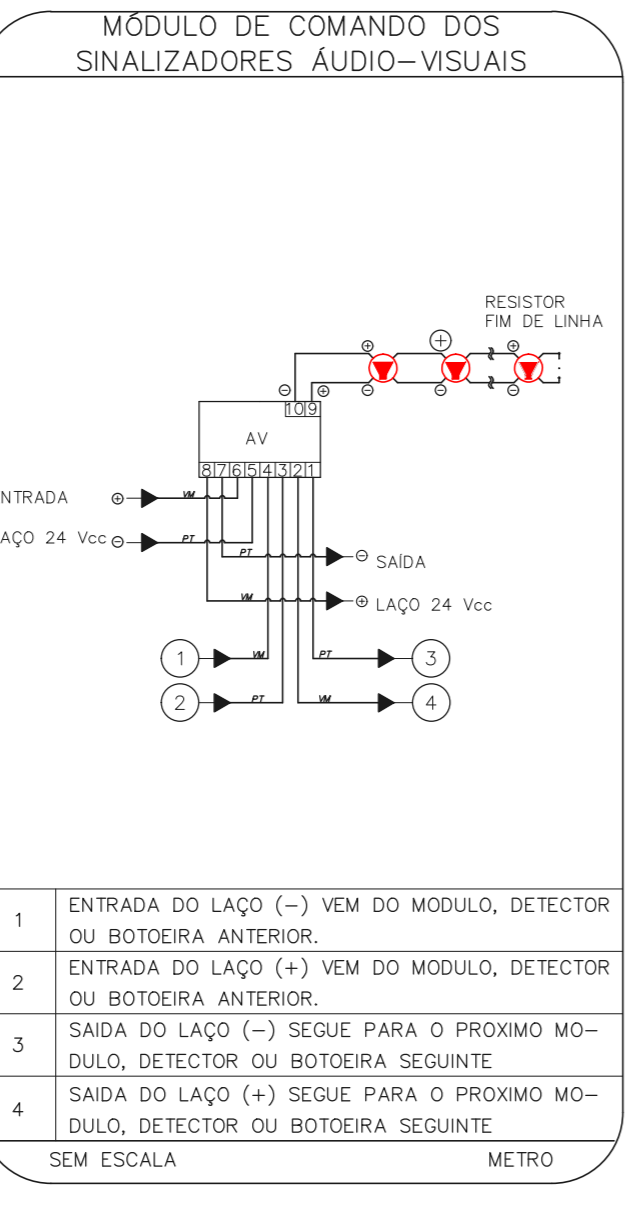 MÓDULO DE COMANDO DOS
SINALIZADORES ÁUDIO-VISUAIS
RESISTOR
FIM DE LINHA
10 9
AV
8 7 6 5 4 3 2 1
NTRADA
VM
AÇO 24 Vcc
PT
PT
SAÍDA
VM
LAÇO 24 Vcc
1
VM
PT
3
2
PT
VM
4
1
ENTRADA DO LAÇO (-) VEM DO MODULO, DETECTOR
OU BOTOEIRA ANTERIOR.
2
ENTRADA DO LAÇO (+) VEM DO MODULO, DETECTOR
OU BOTOEIRA ANTERIOR.
3
SAIDA DO LAÇO (-) SEGUE PARA O PROXIMO MO-
DULO, DETECTOR OU BOTOEIRA SEGUINTE
4
SAIDA DO LAÇO (+) SEGUE PARA O PROXIMO MO-
DULO, DETECTOR OU BOTOEIRA SEGUINTE
SEM ESCALA METRO